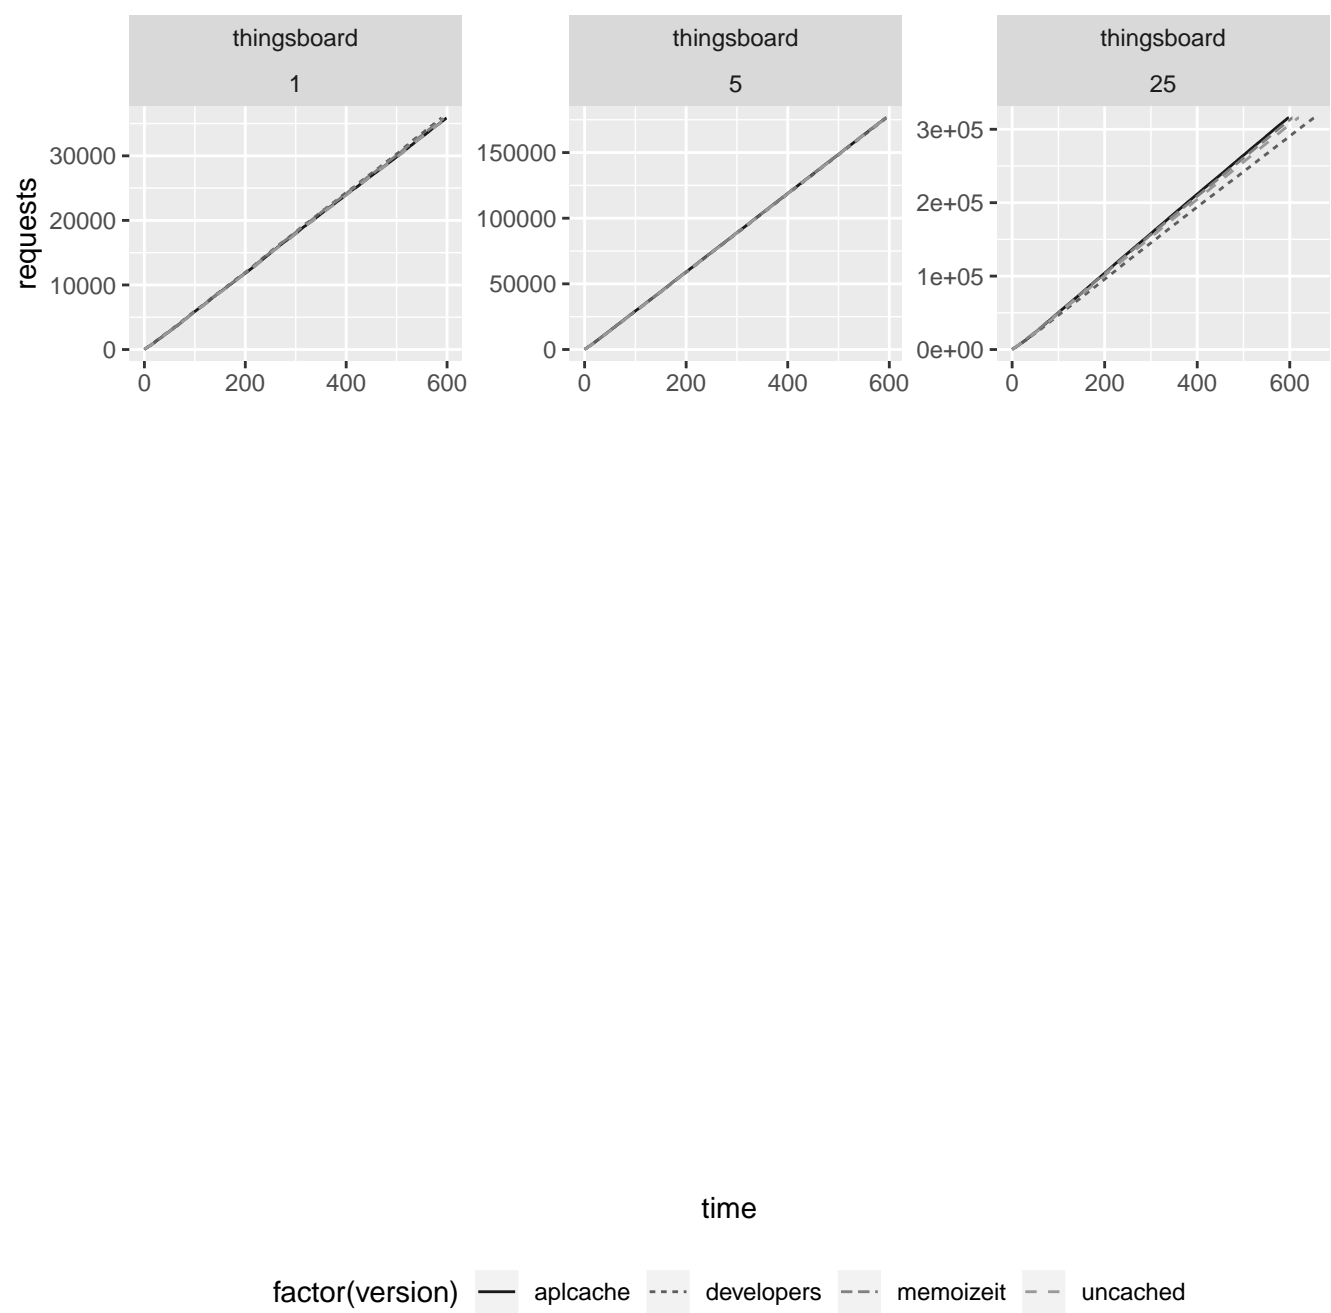 thingsboard thingsboard thingsboard
1 5 25
requests
30000
20000
10000
0
0 200 400 600
150000
100000
50000
0
0 200 400 600
3e+05
2e+05
1e+05
0e+00
0 200 400 600
time
factor(version) aplcache developers memoizeit uncached